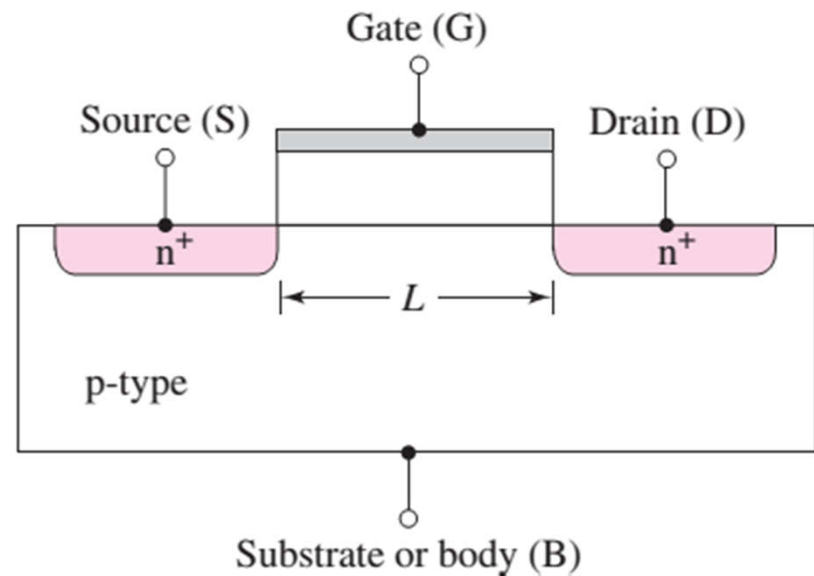 Gate (G)
Source (S)
Drain (D)
n⁺
n⁺
L
p-type
Substrate or body (B)